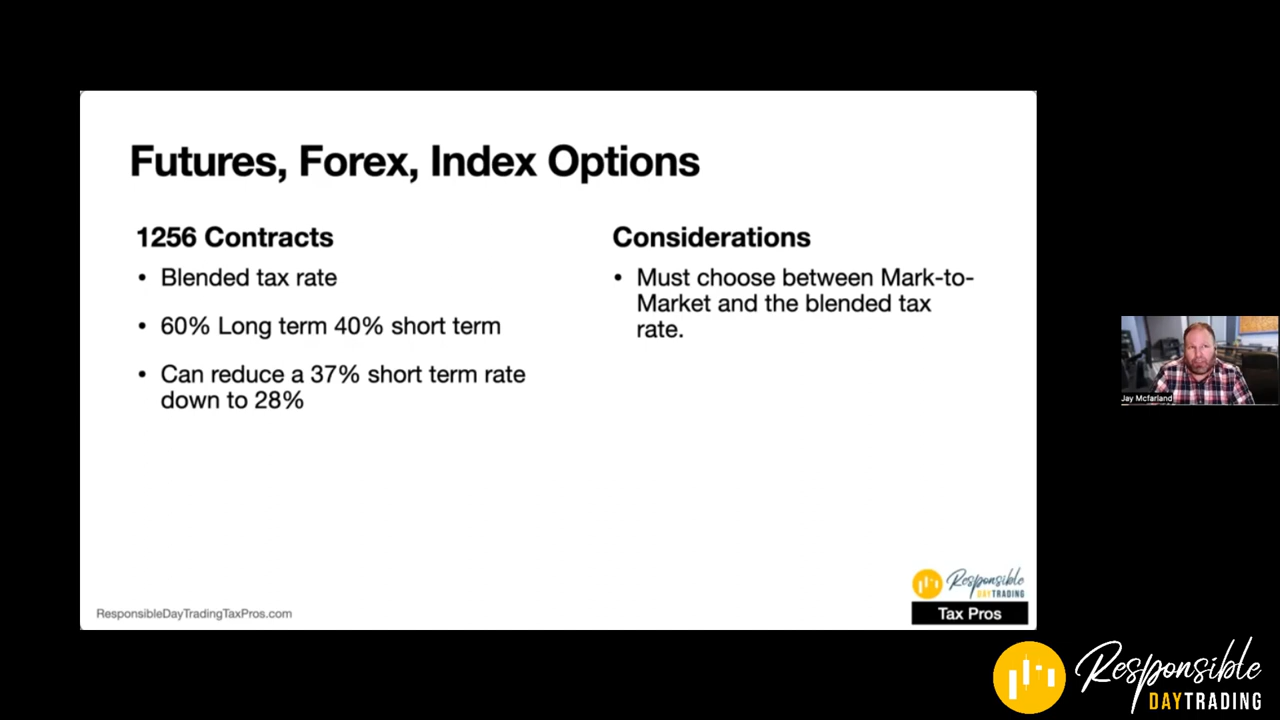 Futures, Forex, Index Options
1256 Contracts
• Blended tax rate
• 60% Long term 40% short term
• Can reduce a 37% short term rate
down to 28%
Considerations
• Must choose between Mark-to-
Market and the blended tax
rate.
Jay Mcfarland
ResponsibleDayTradingTaxPros.com
Responsible
DAYTRADING
Tax Pros
Responsible
DAYTRADING